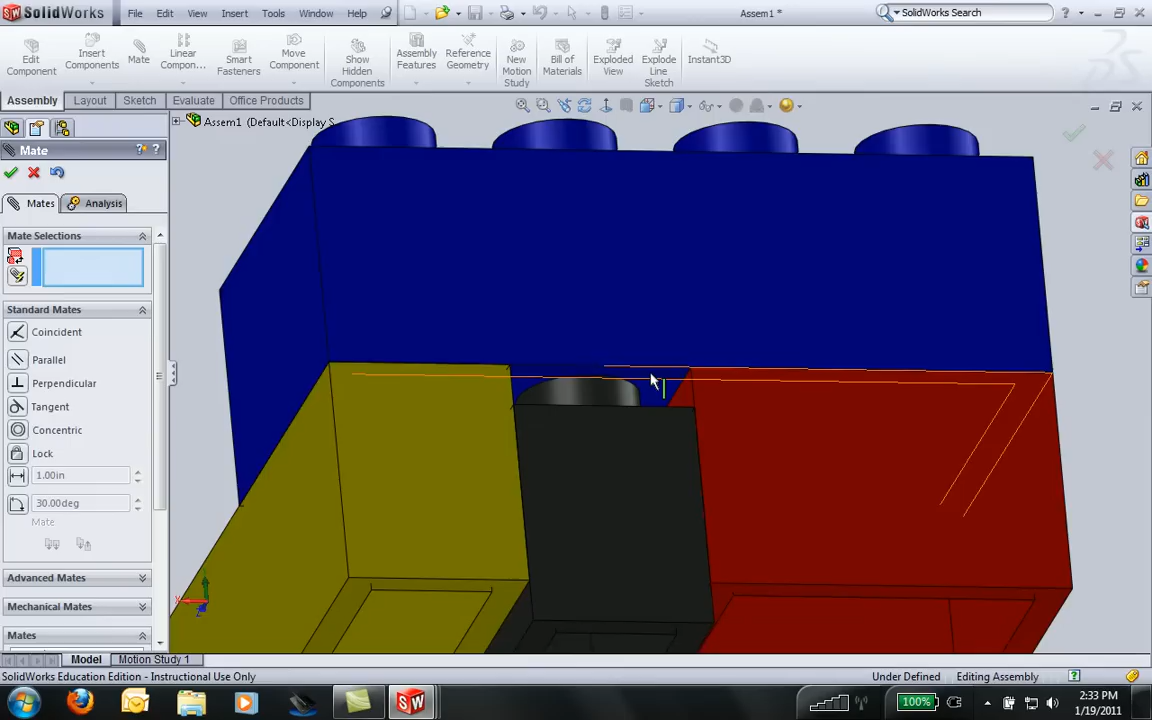 SolidWorks File Edit View Insert Tools Window Help Assem1 * SolidWorks Search
Edit Component
Insert Components
Mate
Linear Compon...
Smart Fasteners
Move Component
Show Hidden Components
Assembly Features
Reference Geometry
New Motion Study
Bill of Materials
Exploded View
Explode Line Sketch
Instant3D
Assembly Layout Sketch Evaluate Office Products
Assem1 (Default<Display S
Mate
Mates Analysis
Mate Selections
Standard Mates
Coincident
Parallel
Perpendicular
Tangent
Concentric
Lock
1.00in
30.00deg
Mate
Advanced Mates
Mechanical Mates
Mates
Model Motion Study 1
SolidWorks Education Edition - Instructional Use Only Under Defined Editing Assembly
100% 2:33 PM
1/19/2011